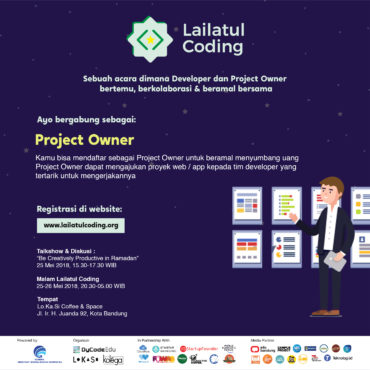 Lailatul
Coding
Sebuah acara dimana Developer dan Project Owner
bertemu, berkolaborasi & beramal bersama
Ayo bergabung sebagai:
Project Owner
Kamu bisa mendaftar sebagai Project Owner untuk beramal menyumbang uang
Project Owner dapat mengajukan proyek web / app kepada tim developer yang
tertarik untuk mengerjakannya
Registrasi di website:
www.lailatulcoding.org
Talkshow & Diskusi :
"Be Creatively Productive in Ramadan"
25 Mei 2018, 15.30-17.30 WIB
Malam Lailatul Coding
25-26 Mei 2018, 20.30-05.00 WIB
Tempat
Lo.Ka.Si Coffee & Space
Jl. Ir. H. Juanda 92, Kota Bandung
Powered by
Organizer
In Partnership With:
Media Partner
DyCodeEdu
LOKASI
kolega